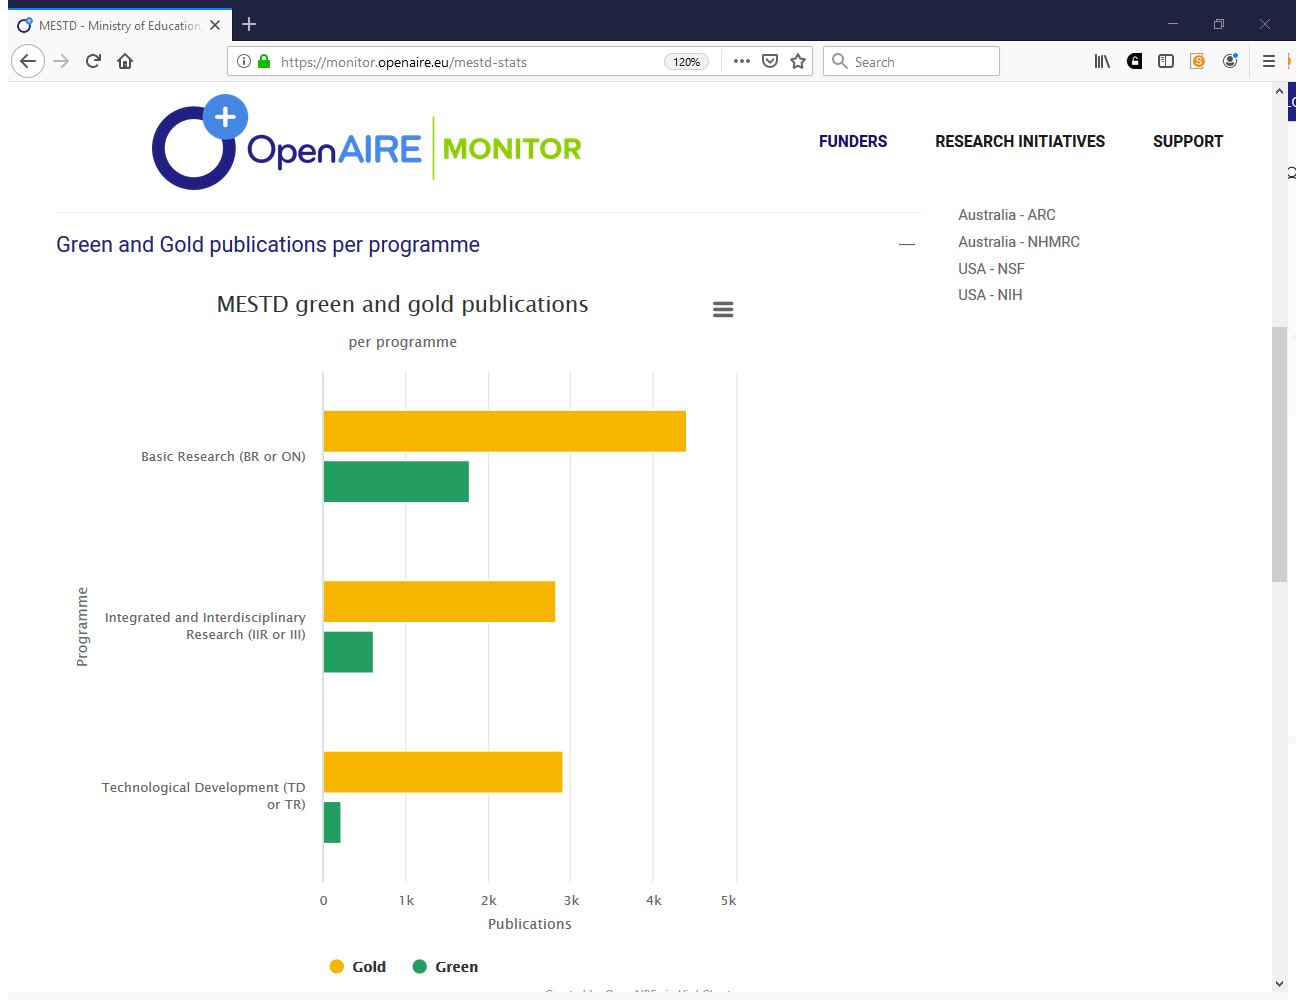 MESTD - Ministry of Education,
https://monitor.openaire.eu/mestd-stats
120%
Search
OpenAIRE MONITOR
FUNDERS
RESEARCH INITIATIVES
SUPPORT
Australia - ARC
Australia - NHMRC
USA - NSF
USA - NIH
Green and Gold publications per programme
MESTD green and gold publications
per programme
Programme
Basic Research (BR or ON)
Integrated and Interdisciplinary
Research (IIR or III)
Technological Development (TD
or TR)
0 1k 2k 3k 4k 5k
Publications
Gold Green